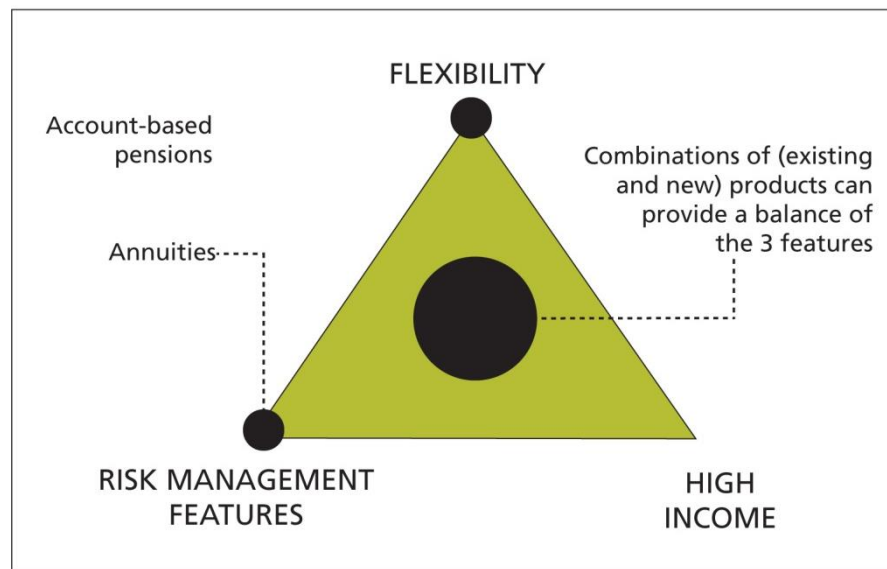 FLEXIBILITY
Account-based
pensions
Combinations of (existing
and new) products can
provide a balance of
the 3 features
Annuities
RISK MANAGEMENT
FEATURES
HIGH
INCOME